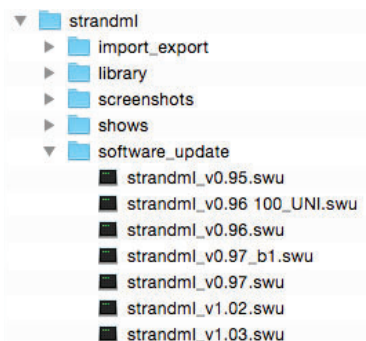 strandml
import_export
library
screenshots
shows
software_update
strandml_v0.95.swu
strandml_v0.96 100_UNI.swu
strandml_v0.96.swu
strandml_v0.97_b1.swu
strandml_v0.97.swu
strandml_v1.02.swu
strandml_v1.03.swu